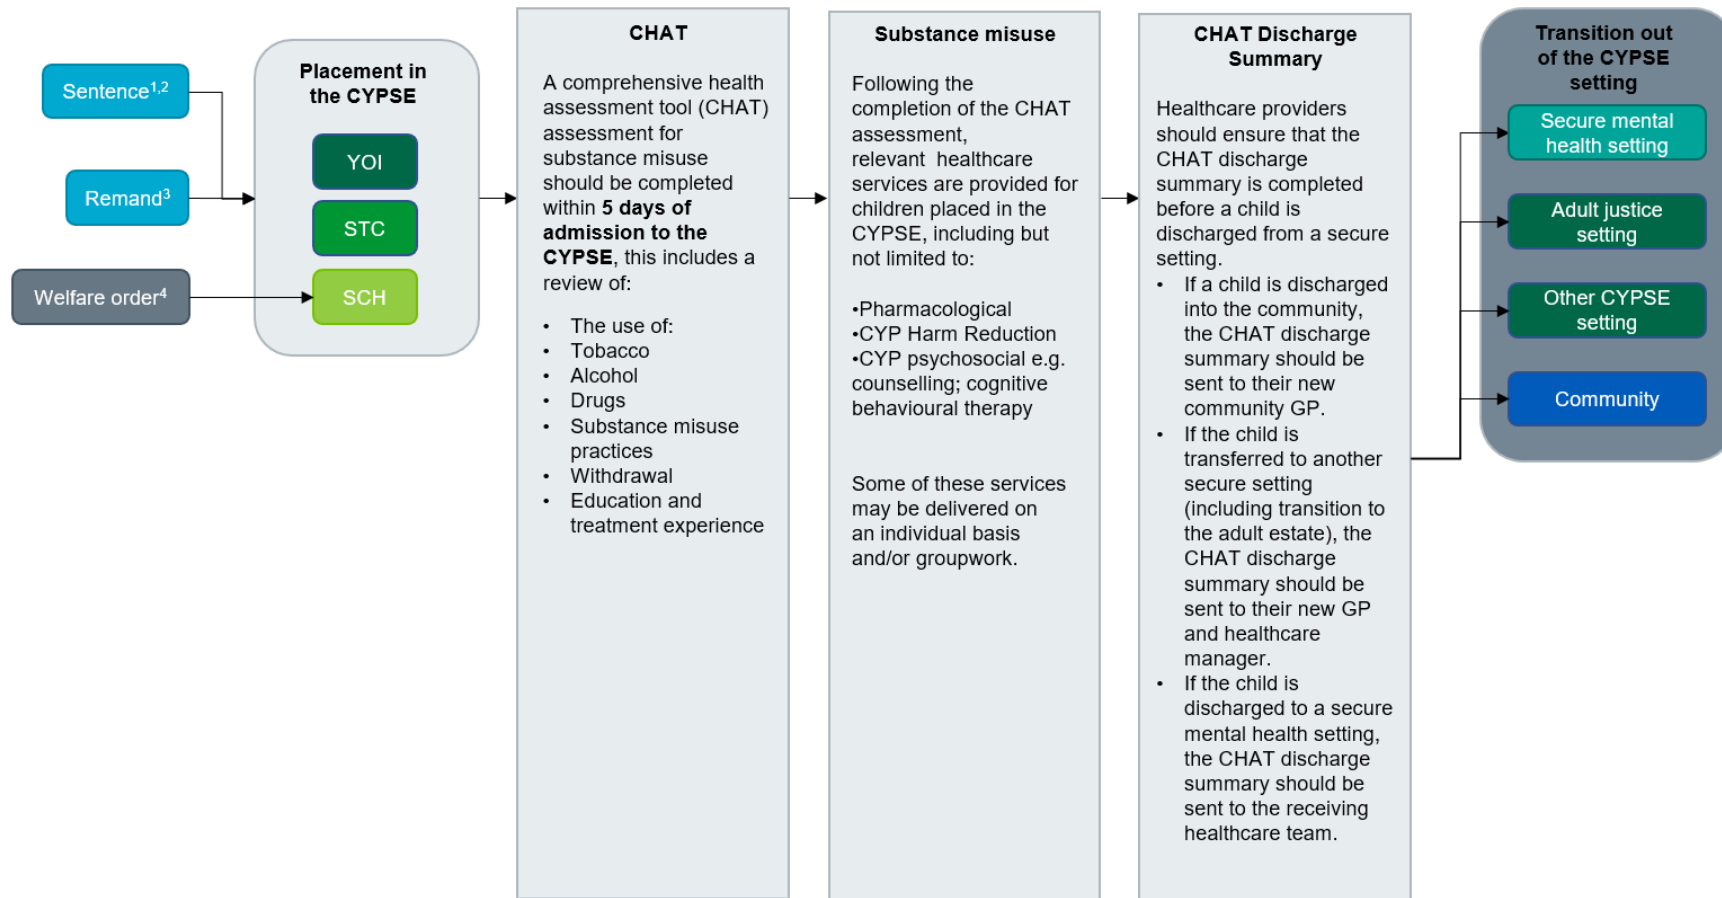 Sentence1,2
Remand3
Welfare order4
Placement in
the CYPSE
YOI
STC
SCH
CHAT
A comprehensive health
assessment tool (CHAT)
assessment for
substance misuse
should be completed
within 5 days of
admission to the
CYPSE, this includes a
review of:
• The use of:
• Tobacco
• Alcohol
• Drugs
• Substance misuse
practices
• Withdrawal
• Education and
treatment experience
Substance misuse
Following the
completion of the CHAT
assessment,
relevant healthcare
services are provided for
children placed in the
CYPSE, including but
not limited to:
•Pharmacological
•CYP Harm Reduction
•CYP psychosocial e.g.
counselling; cognitive
behavioural therapy
Some of these services
may be delivered on
an individual basis
and/or groupwork.
CHAT Discharge
Summary
Healthcare providers
should ensure that the
CHAT discharge
summary is completed
before a child is
discharged from a secure
setting.
• If a child is discharged
into the community,
the CHAT discharge
summary should be
sent to their new
community GP.
• If the child is
transferred to another
secure setting
(including transition to
the adult estate), the
CHAT discharge
summary should be
sent to their new GP
and healthcare
manager.
• If the child is
discharged to a secure
mental health setting,
the CHAT discharge
summary should be
sent to the receiving
healthcare team.
Transition out
of the CYPSE
setting
Secure mental
health setting
Adult justice
setting
Other CYPSE
setting
Community